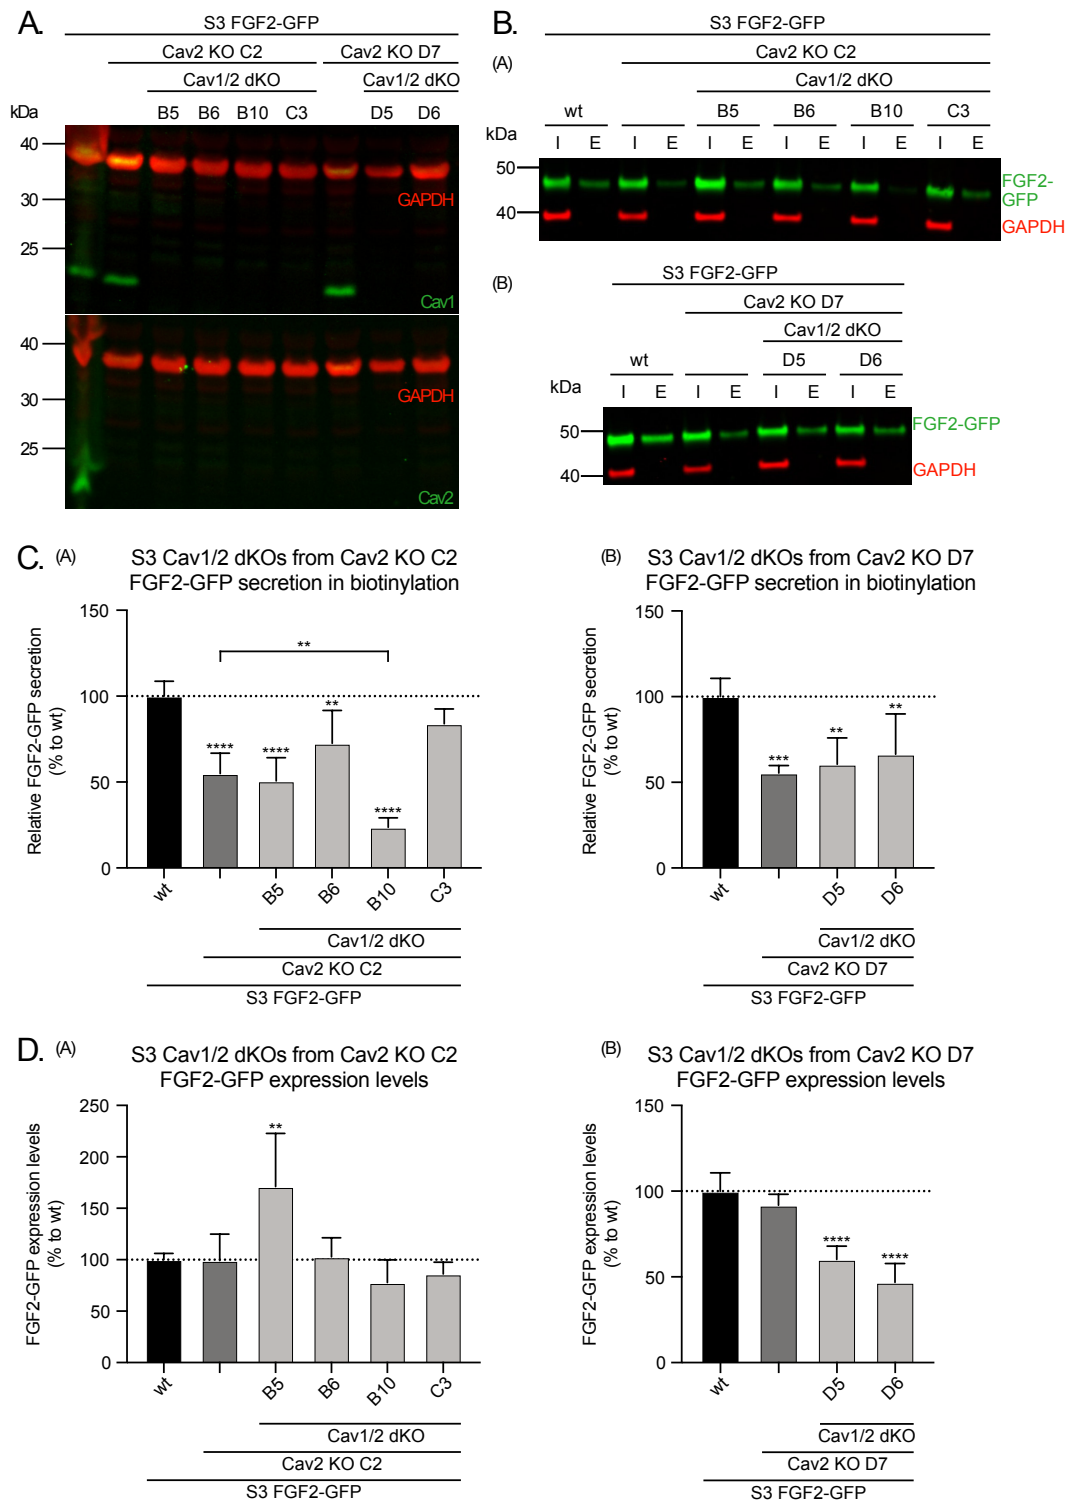 A.
S3 FGF2-GFP
Cav2 KO C2
Cav2 KO D7
Cav1/2 dKO
Cav1/2 dKO
kDa
B5
B6
B10
C3
D5
D6
40
30
25
GAPDH
Cav1
40
30
25
GAPDH
Cav2
B.
S3 FGF2-GFP
(A)
Cav2 KO C2
Cav1/2 dKO
wt
B5
B6
B10
C3
kDa
I E I E I E I E I E I E
50
40
FGF2-
GFP
GAPDH
(B)
S3 FGF2-GFP
Cav2 KO D7
Cav1/2 dKO
wt
D5
D6
kDa
I E I E I E I E
50
40
FGF2-GFP
GAPDH
C.
(A)
S3 Cav1/2 dKOs from Cav2 KO C2
FGF2-GFP secretion in biotinylation
Relative FGF2-GFP secretion
(% to wt)
150
100
50
0
**
****
****
**
****
wt
B5
B6
B10
C3
Cav1/2 dKO
Cav2 KO C2
S3 FGF2-GFP
(B)
S3 Cav1/2 dKOs from Cav2 KO D7
FGF2-GFP secretion in biotinylation
Relative FGF2-GFP secretion
(% to wt)
150
100
50
0
***
**
**
wt
D5
D6
Cav1/2 dKO
Cav2 KO D7
S3 FGF2-GFP
D.
(A)
S3 Cav1/2 dKOs from Cav2 KO C2
FGF2-GFP expression levels
FGF2-GFP expression levels
(% to wt)
250
200
150
100
50
0
**
wt
B5
B6
B10
C3
Cav1/2 dKO
Cav2 KO C2
S3 FGF2-GFP
(B)
S3 Cav1/2 dKOs from Cav2 KO D7
FGF2-GFP expression levels
FGF2-GFP expression levels
(% to wt)
150
100
50
0
****
****
wt
D5
D6
Cav1/2 dKO
Cav2 KO D7
S3 FGF2-GFP